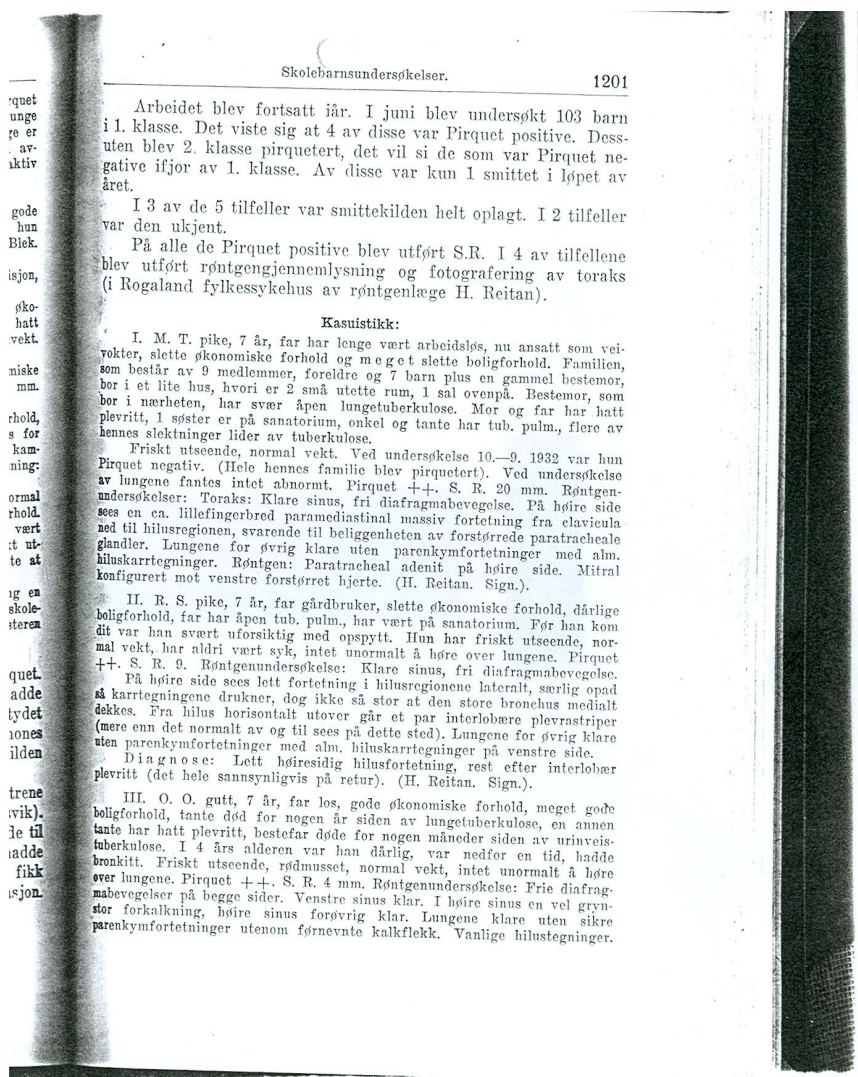 Skolebarnsundersøkelser.
1201
Arbeidet blev fortsatt iår. I juni blev undersøkt 103 barn
i 1. klasse. Det viste sig at 4 av disse var Pirquet positive. Dess-
uten blev 2. klasse pirquetert, det vil si de som var Pirquet ne-
gative ifjor av 1. klasse. Av disse var kun 1 smittet i løpet av
året.
I 3 av de 5 tilfeller var smittekilden helt oplagt. I 2 tilfeller
var den ukjent.
På alle de Pirquet positive blev utført S.R. I 4 av tilfellene
blev utført røntgengjennemlysning og fotografering av toraks
(i Rogaland fylkessykehus av røntgenlæge H. Reitan).
Kasuistikk:
I. M. T. pike, 7 år, far har lenge vært arbeidsløs, nu ansatt som vei-
vokter, slette økonomiske forhold og meget slette boligforhold. Familien,
som består av 9 medlemmer, foreldre og 7 barn plus en gammel bestemor,
bor i et lite hus, hvori er 2 små utette rum, 1 sal ovenpå. Bestemor, som
bor i nærheten, har svær åpen lungetuberkulose. Mor og far har hatt
plevritt, 1 søster er på sanatorium, onkel og tante har tub. pulm., flere av
hennes slektninger lider av tuberkulose.
Friskt utseende, normal vekt. Ved undersøkelse 10.—9. 1932 var hun
Pirquet negativ. (Hele hennes familie blev pirquetert). Ved undersøkelse
av lungene fantes intet abnormt. Pirquet ++. S. R. 20 mm. Røntgen-
undersøkelser: Toraks: Klare sinus, fri diafragmabevegelse. På høire side
sees en ca. lillefingerbred paramediastinal massiv fortetning fra clavicula
ned til hilusregionen, svarende til beliggenheten av forstørrede paratracheale
glandler. Lungene for øvrig klare uten parenkymfortetninger med alm.
hiluskarrtegninger. Røntgen: Paratracheal adenit på høire side. Mitral
konfigurert mot venstre forstørret hjerte. (H. Reitan. Sign.).
II. R. S. pike, 7 år, far gårdbruker, slette økonomiske forhold, dårlige
boligforhold, far har åpen tub. pulm., har vært på sanatorium. Før han kom
dit var han svært uforsiktig med opspytt. Hun har friskt utseende, nor-
mal vekt, har aldri vært syk, intet unormalt å høre over lungene. Pirquet
++. S. R. 9. Røntgenundersøkelse: Klare sinus, fri diafragmabevegelse.
På høire side sees lett fortetning i hilusregionene lateralt, særlig opad
så karrtegningene drukner, dog ikke så stor at den store bronchus medialt
dekkes. Fra hilus horisontalt utover går et par interlobære plevrastriper
(mere enn det normalt av og til sees på dette sted). Lungene for øvrig klare
uten parenkymfortetninger med alm. hiluskarrtegninger på venstre side.
Diagnose: Lett høiresidig hilusfortetning, rest efter interlobær
plevritt (det hele sannsynligvis på retur). (H. Reitan. Sign.).
III. O. O. gutt, 7 år, far los, gode økonomiske forhold, meget gode
boligforhold, tante død for nogen år siden av lungetuberkulose, en annen
tante har hatt plevritt, bestefar døde for nogen måneder siden av urinveis-
tuberkulose. I 4 års alderen var han dårlig, var nedfor en tid, hadde
bronkitt. Friskt utseende, rødmusset, normal vekt, intet unormalt å høre
over lungene. Pirquet ++. S. R. 4 mm. Røntgenundersøkelse: Frie diafrag-
mabevegelser på begge sider. Venstre sinus klar. I høire sinus en vel gryn-
stor forkalkning, høire sinus forøvrig klar. Lungene klare uten sikre
parenkymfortetninger utenom førnevnte kalkflekk. Vanlige hilustegninger.